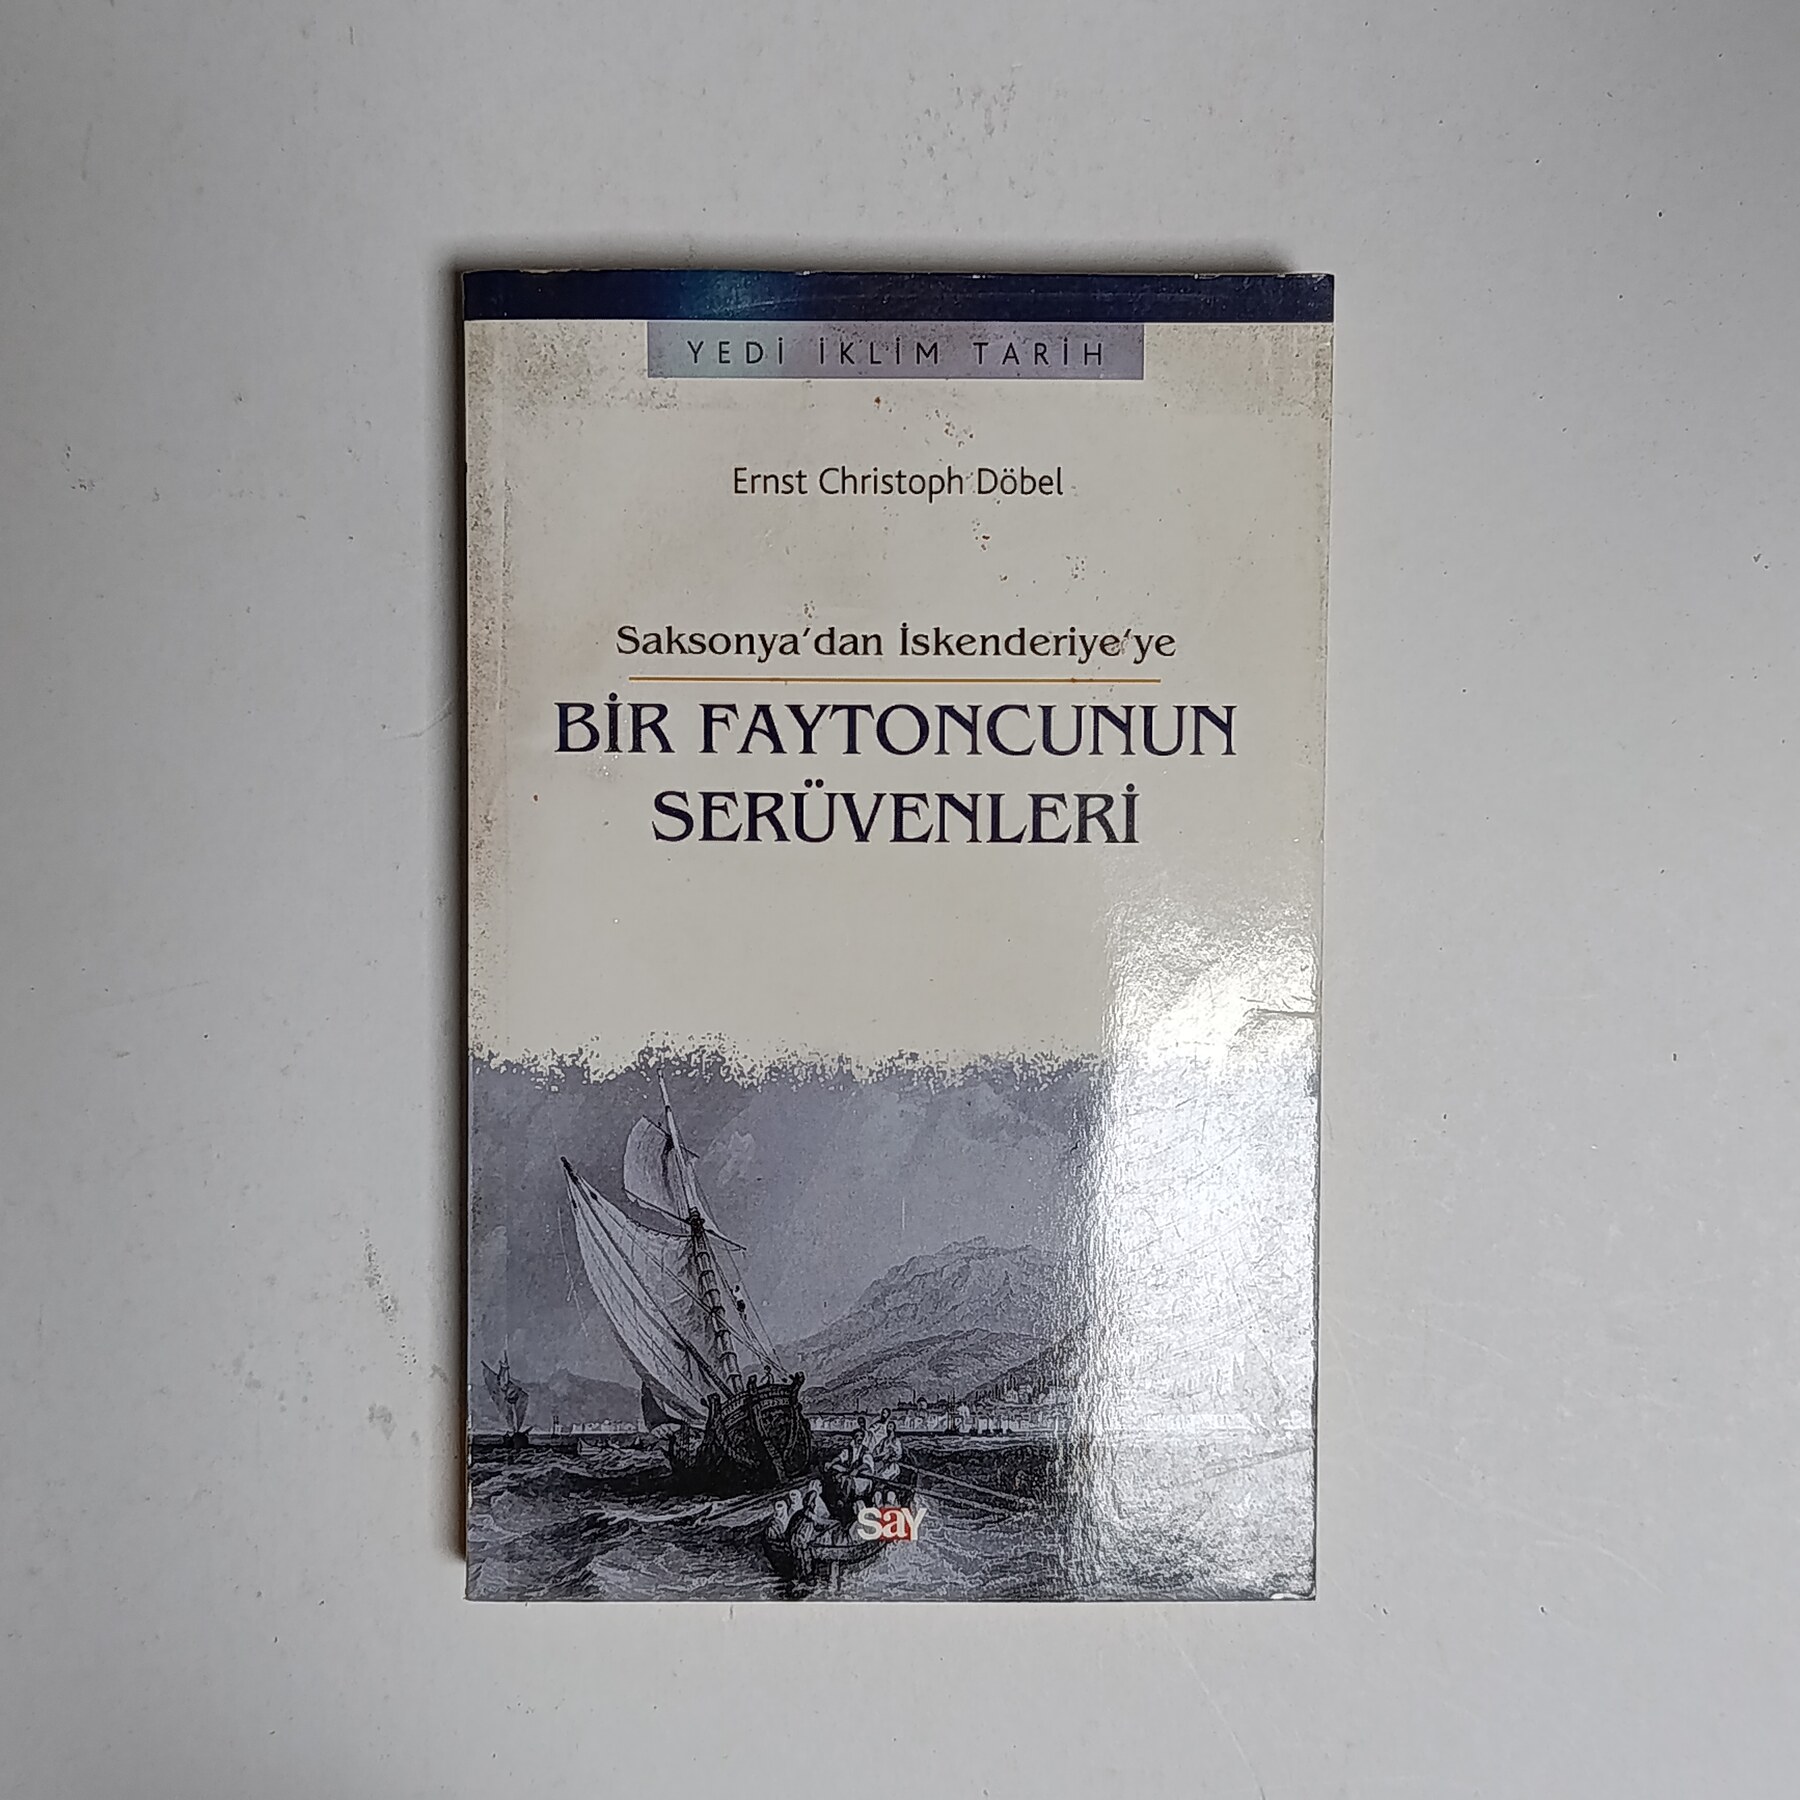 YEDİ İKLİM TARİH
Ernst Christoph Döbel
Saksonya'dan İskenderiye'ye
BİR FAYTONCUNUN
SERÜVENLERİ
say